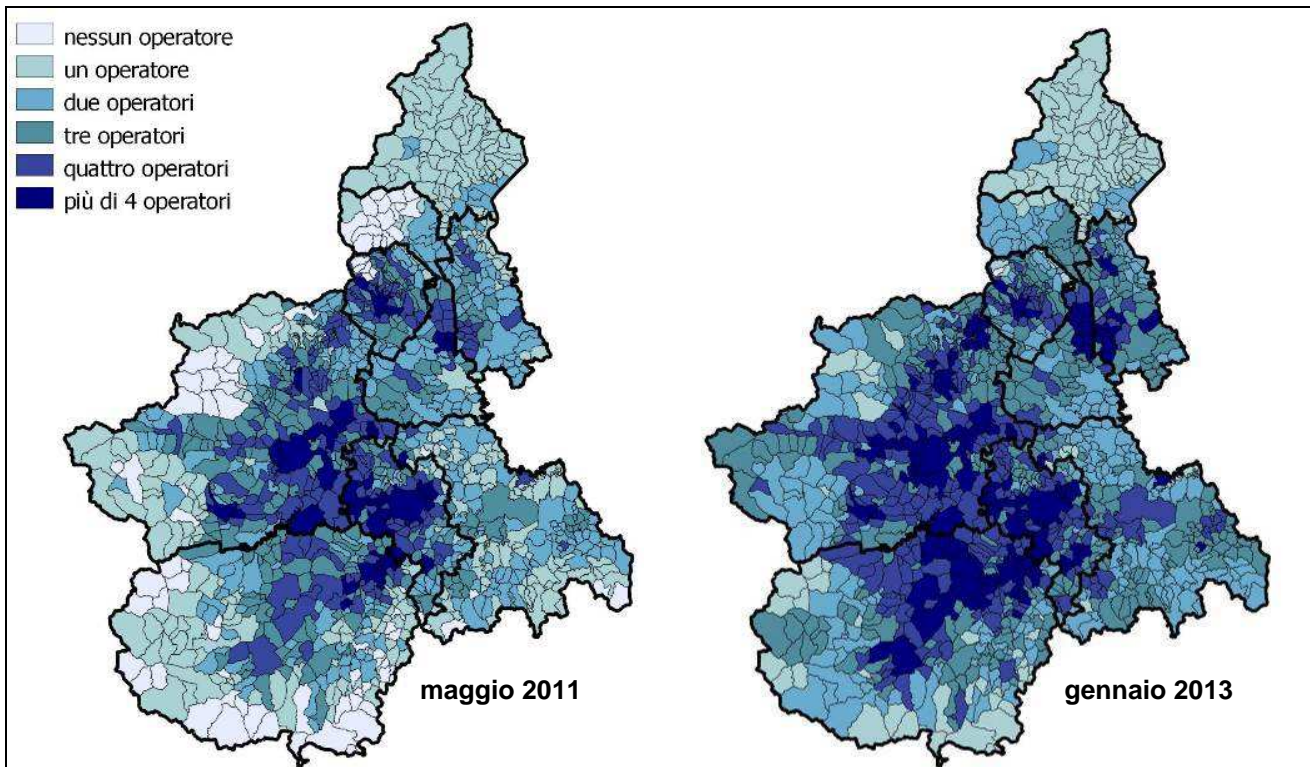 nessun operatore
un operatore
due operatori
tre operatori
quattro operatori
più di 4 operatori
maggio 2011
gennaio 2013